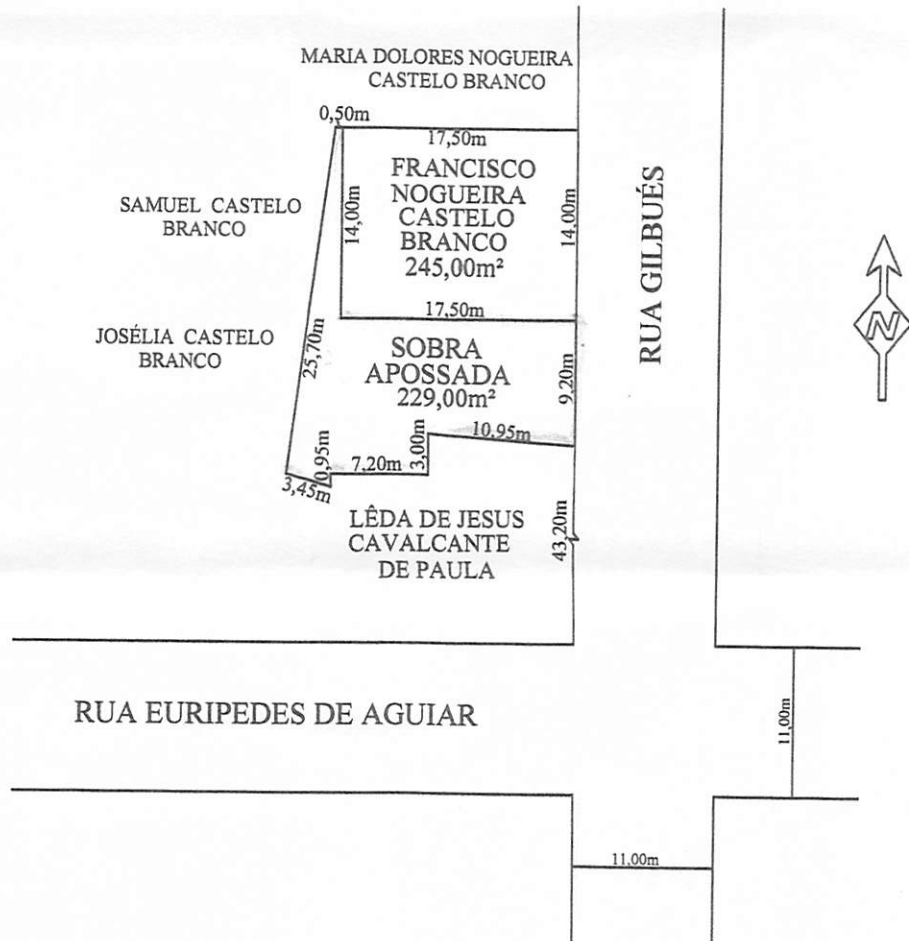 MARIA DOLORES NOGUEIRA
CASTELO BRANCO
0,50m
17,50m
FRANCISCO
NOGUEIRA
CASTELO
BRANCO
245,00m²
14,00m
14,00m
SAMUEL CASTELO
BRANCO
RUA GILBUÉS
N
17,50m
JOSÉLIA CASTELO
BRANCO
25,70m
SOBRA
APOSSADA
229,00m²
9,20m
10,95m
3,00m
7,20m
0,95m
3,45m
LÊDA DE JESUS
CAVALCANTE
DE PAULA
43,20m
RUA EURIPEDES DE AGUIAR
11,00m
11,00m